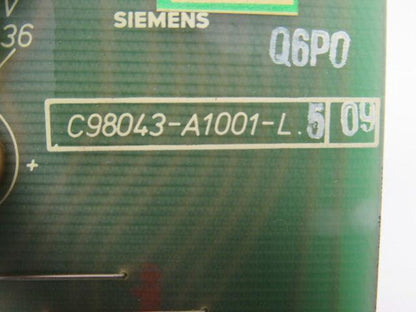 V
36
SIEMENS
Q6P0
C98043-A1001-L.5 09
+